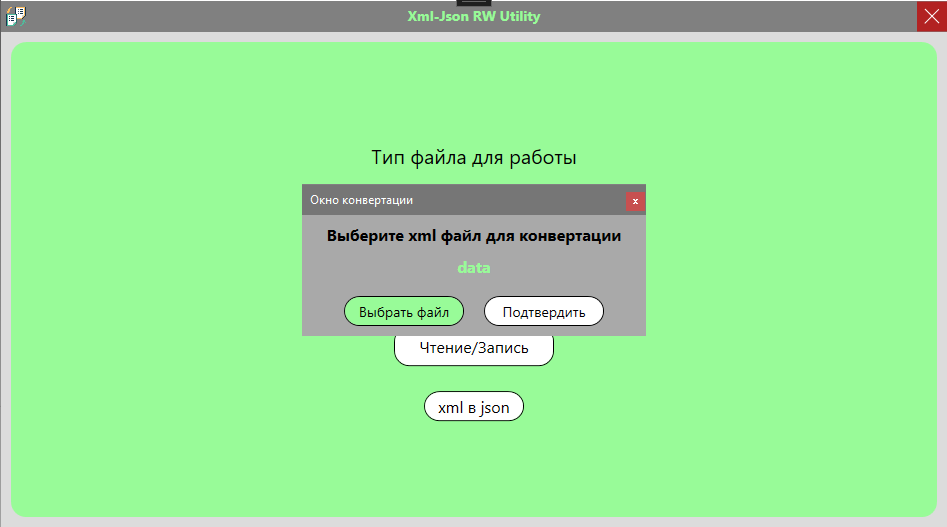 Xml-Json RW Utility
Тип файла для работы
Окно конвертации
x
Выберите xml файл для конвертации
data
Выбрать файл
Подтвердить
Чтение/Запись
xml в json